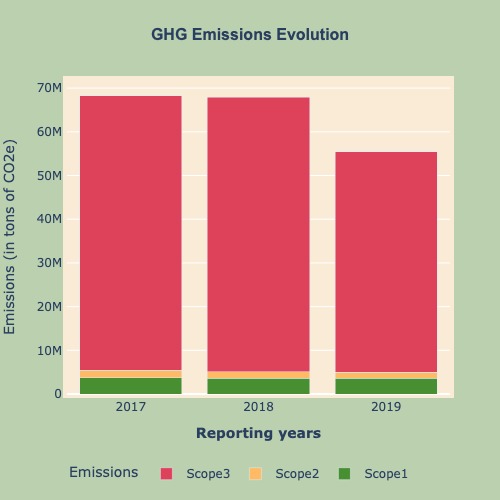 GHG Emissions Evolution
Emissions (in tons of CO2e)
70M
60M
50M
40M
30M
20M
10M
0
2017 2018 2019
Reporting years
Emissions Scope3 Scope2 Scope1